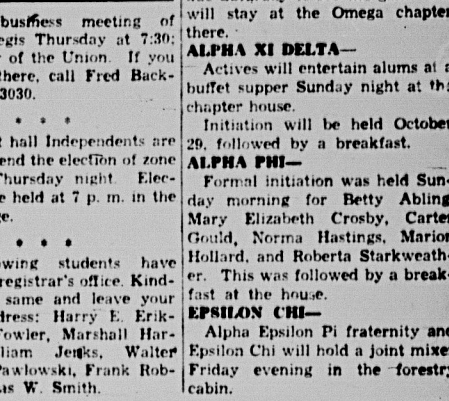 business meeting of
egis Thursday at 7:30;
of the Union. If you
there, call Fred Back-
3030.
* * *
hall Independents are
end the election of zone
Thursday night. Elec-
held at 7 p. m. in the
e.
* * *
wing students have
registrar's office. Kind-
same and leave your
dress: Harry E. Erik-
Fowler, Marshall Har-
liam Jenks, Walter
Pawlowski, Frank Rob-
as W. Smith.
will stay at the Omega chapter
there.
ALPHA XI DELTA—
Actives will entertain alums at a
buffet supper Sunday night at the
chapter house.
Initiation will be held October
29, followed by a breakfast.
ALPHA PHI—
Formal initiation was held Sun-
day morning for Betty Abling
Mary Elizabeth Crosby, Carter
Gould, Norma Hastings, Marion
Hollard, and Roberta Starkweath-
er. This was followed by a break-
fast at the house.
EPSILON CHI—
Alpha Epsilon Pi fraternity and
Epsilon Chi will hold a joint mixer
Friday evening in the forestry
cabin.